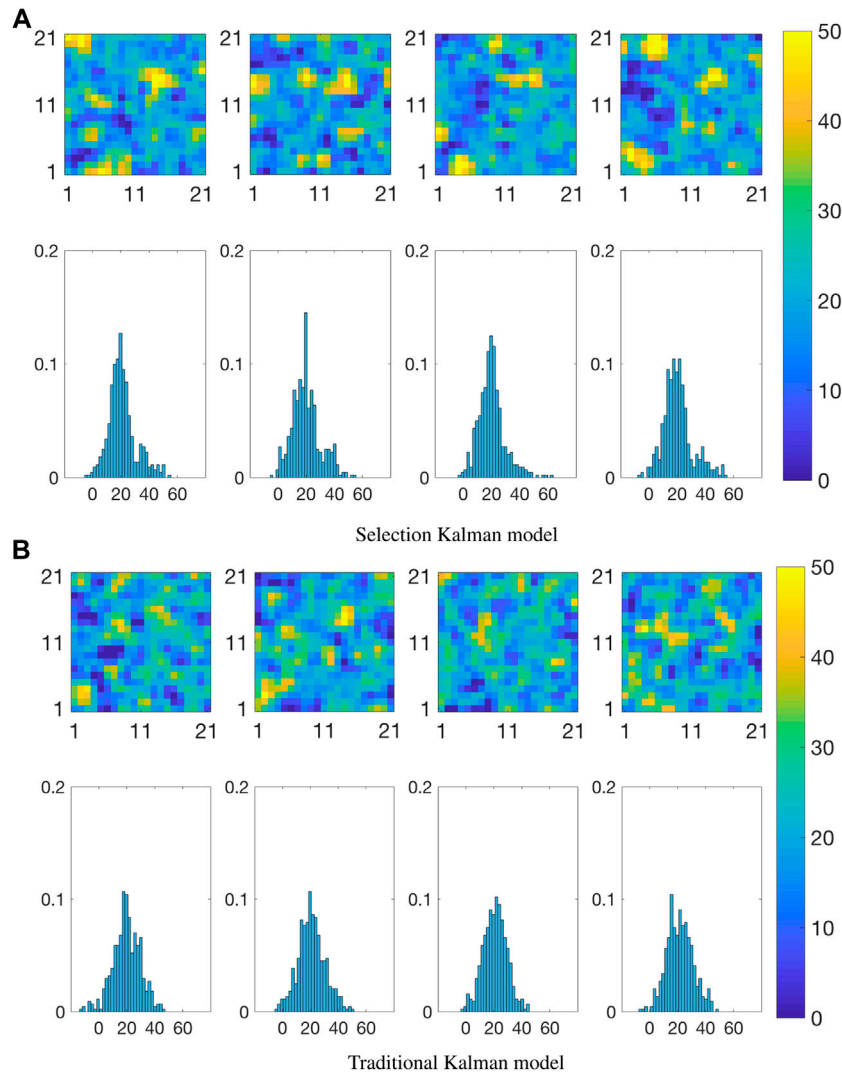 A
21 21 21 21 50
40
11 11 11 11 30
20
1 1 1 1
1 11 21 1 11 21 1 11 21 1 11 21
10
0.2 0.2 0.2 0.2
0.1 0.1 0.1 0.1
0 0 0 0 0
0 20 40 60 0 20 40 60 0 20 40 60 0 20 40 60
Selection Kalman model
B
21 21 21 21 50
40
11 11 11 11
30
1 1 1 1
1 11 21 1 11 21 1 11 21 1 11 21
20
0.2 0.2 0.2 0.2
10
0.1 0.1 0.1 0.1
0 0 0 0 0
0 20 40 60 0 20 40 60 0 20 40 60 0 20 40 60
Traditional Kalman model